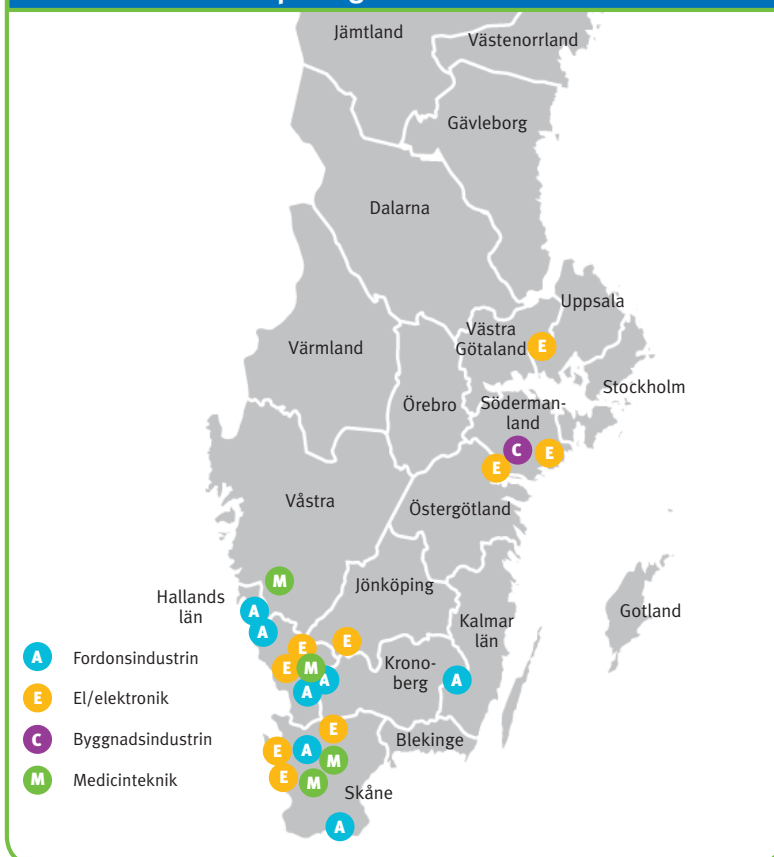 Jämtland
Västenorrland
Gävleborg
Dalarna
Uppsala
Västra
Götaland
E
Värmland
Stockholm
Örebro
Söderman-
land
C
E
E
Våstra
Östergötland
M
Jönköping
Hallands
län
A
A
Gotland
Kalmar
län
E
E
E
M
A
A
Krono-
berg
A
A Fordonsindustrin
E El/elektronik
C Byggnadsindustrin
M Medicinteknik
E
E
A
M
E
M
Blekinge
Skåne
A